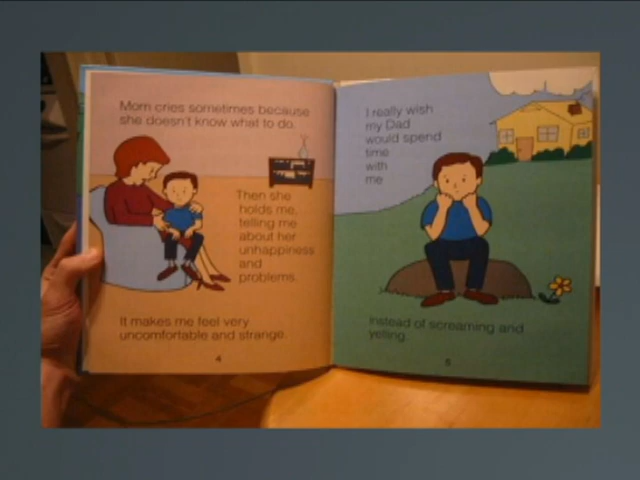 Mom cries sometimes because
she doesn't know what to do.
Then she
holds me,
telling me
about her
unhappiness
and
problems.
It makes me feel very
uncomfortable and strange.
4
I really wish
my Dad
would spend
time
with
me
instead of screaming and
yelling.
5